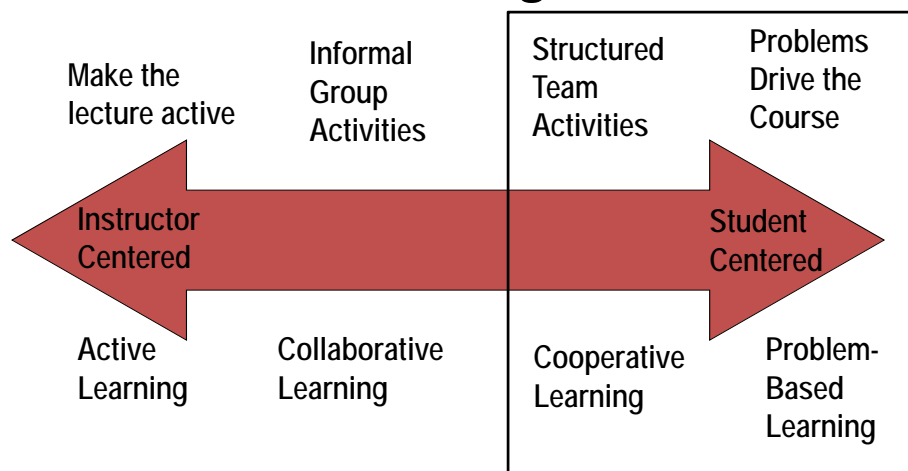 Make the
lecture active
Informal
Group
Activities
Structured
Team
Activities
Problems
Drive the
Course
Instructor
Centered
Student
Centered
Active
Learning
Collaborative
Learning
Cooperative
Learning
Problem-
Based
Learning